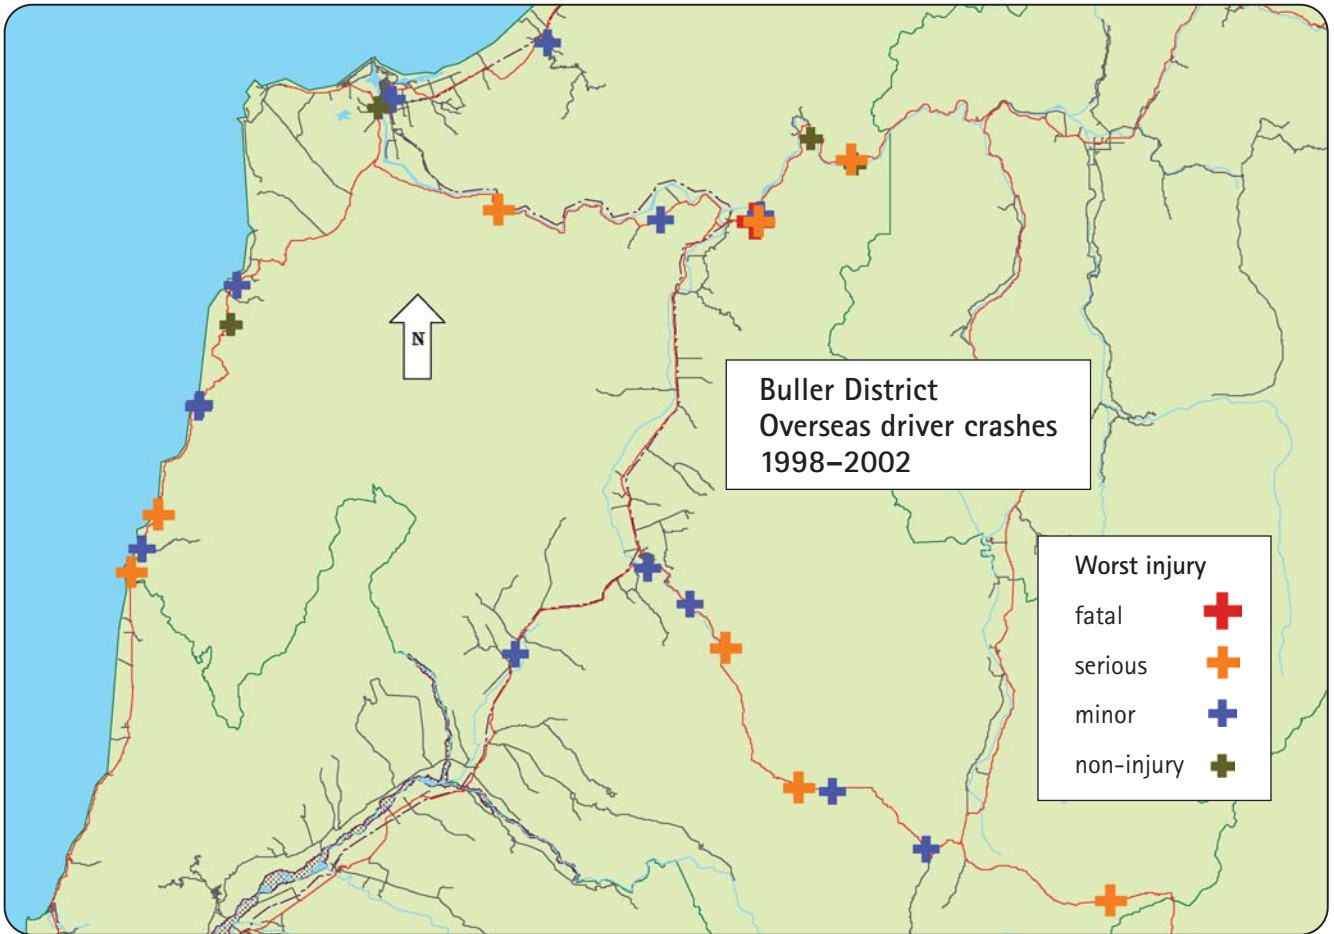 N
Buller District
Overseas driver crashes
1998–2002
Worst injury
fatal
serious
minor
non-injury